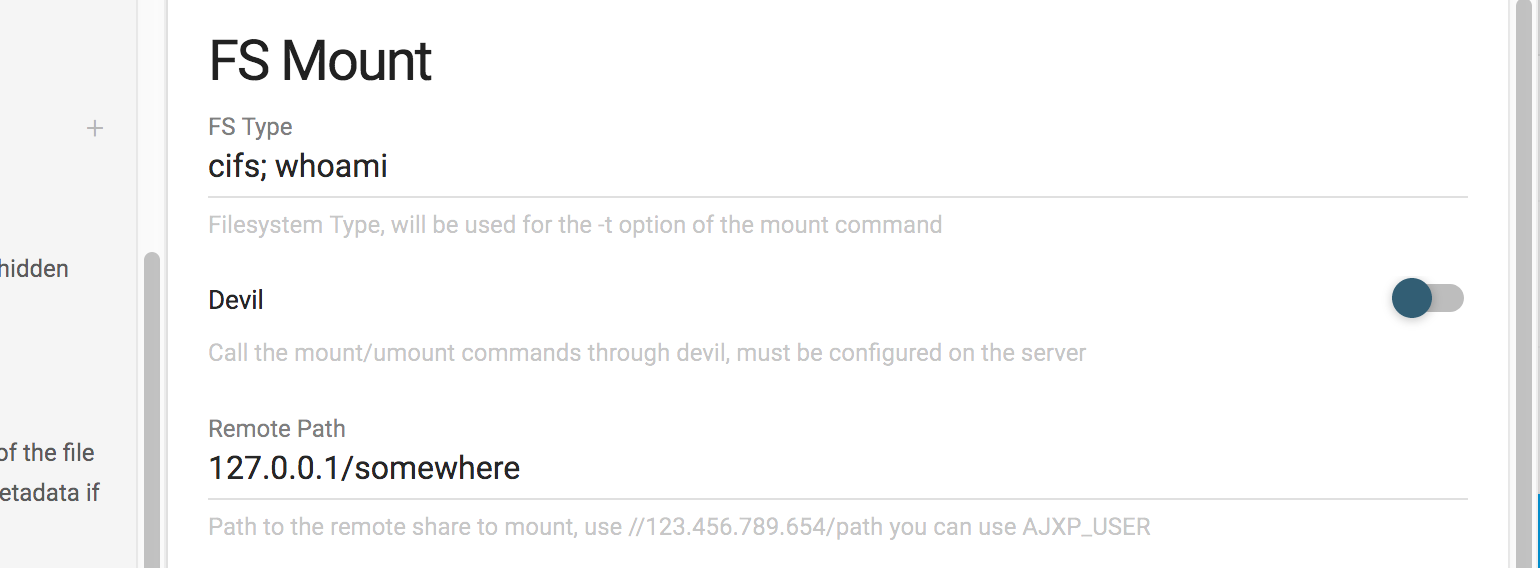 FS Mount
FS Type
cifs; whoami
Filesystem Type, will be used for the -t option of the mount command
hidden
Devil
Call the mount/umount commands through devil, must be configured on the server
Remote Path
of the file
127.0.0.1/somewhere
etadata if
Path to the remote share to mount, use //123.456.789.654/path you can use AJXP_USER